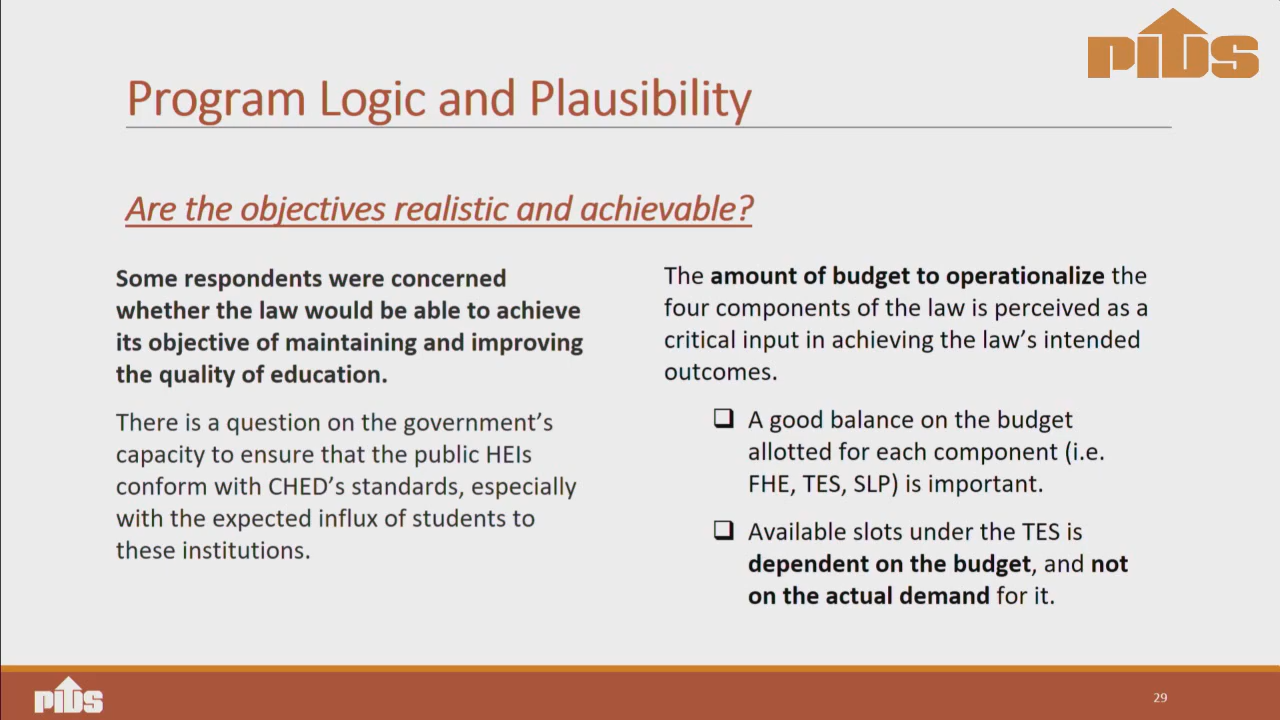 PIDS
Program Logic and Plausibility
Are the objectives realistic and achievable?
Some respondents were concerned
whether the law would be able to achieve
its objective of maintaining and improving
the quality of education.
There is a question on the government’s
capacity to ensure that the public HEIs
conform with CHED’s standards, especially
with the expected influx of students to
these institutions.
The amount of budget to operationalize the
four components of the law is perceived as a
critical input in achieving the law’s intended
outcomes.
A good balance on the budget
allotted for each component (i.e.
FHE, TES, SLP) is important.
Available slots under the TES is
dependent on the budget, and not
on the actual demand for it.
PIDS
29